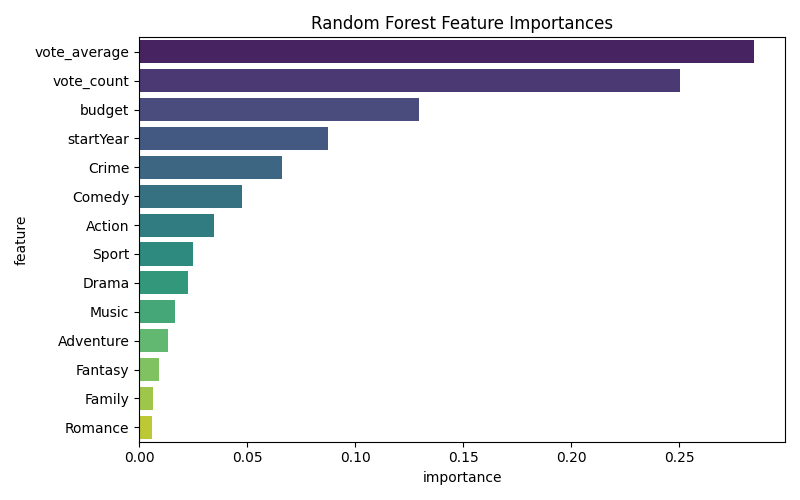 Random Forest Feature Importances
vote_average
vote_count
budget
startYear
Crime
Comedy
Action
Sport
Drama
Music
Adventure
Fantasy
Family
Romance
feature
0.00 0.05 0.10 0.15 0.20 0.25
importance